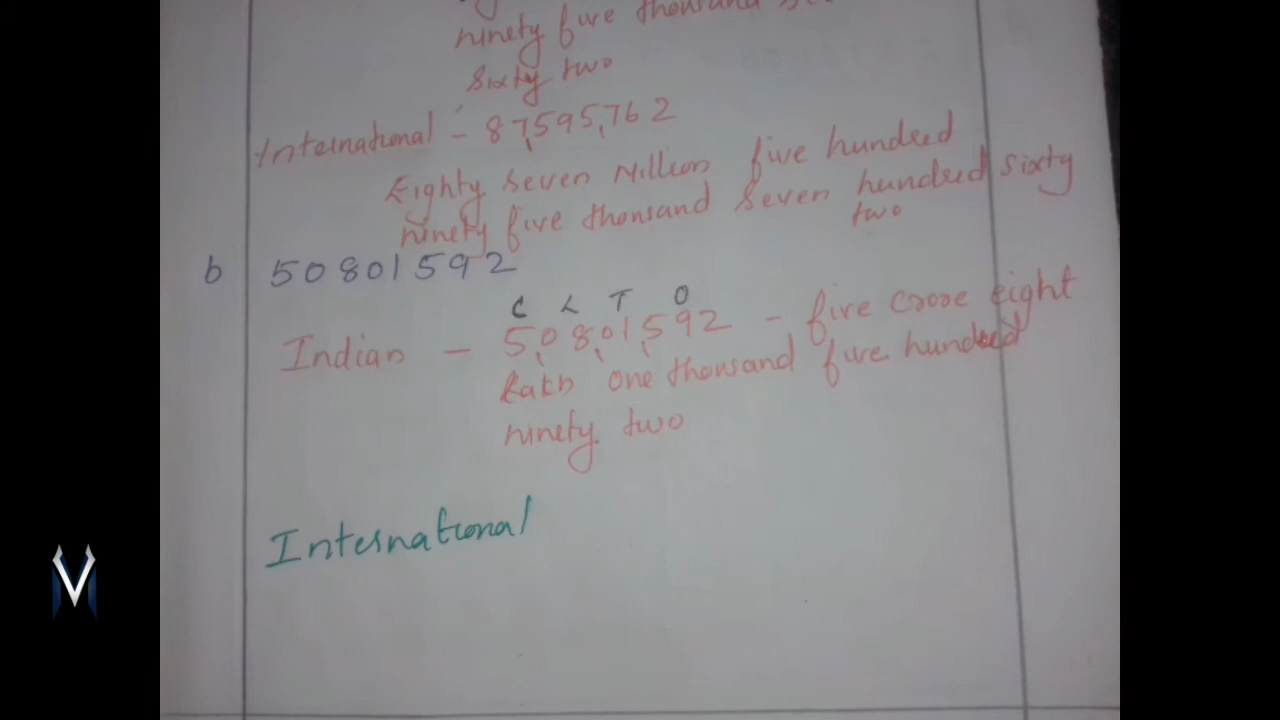 ninety five thousand
Sixty two
International - 87,595,762
Eighty Seven Million five hundred
ninety five thousand Seven hundred sixty
two
b 50801592
C L T O
Indian - 5,08,01,592 - five crore eight
Lakh one thousand five hundred
ninety two
International